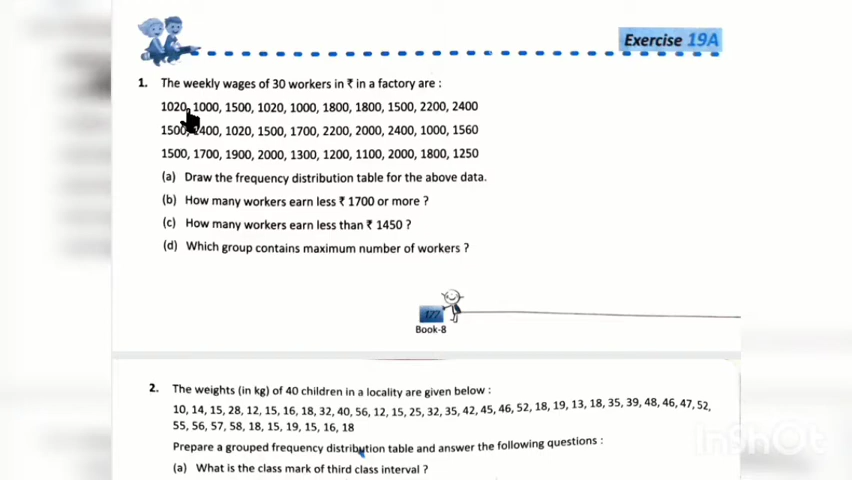 Exercise 19A
1. The weekly wages of 30 workers in ₹ in a factory are :
1020, 1000, 1500, 1020, 1000, 1800, 1800, 1500, 2200, 2400
1500, 2400, 1020, 1500, 1700, 2200, 2000, 2400, 1000, 1560
1500, 1700, 1900, 2000, 1300, 1200, 1100, 2000, 1800, 1250
(a) Draw the frequency distribution table for the above data.
(b) How many workers earn less ₹ 1700 or more ?
(c) How many workers earn less than ₹ 1450 ?
(d) Which group contains maximum number of workers ?
177
Book-8
2. The weights (in kg) of 40 children in a locality are given below :
10, 14, 15, 28, 12, 15, 16, 18, 32, 40, 56, 12, 15, 25, 32, 35, 42, 45, 46, 52, 18, 19, 13, 18, 35, 39, 48, 46, 47, 52,
55, 56, 57, 58, 18, 15, 19, 15, 16, 18
Prepare a grouped frequency distribution table and answer the following questions :
(a) What is the class mark of third class interval ?
InShOt